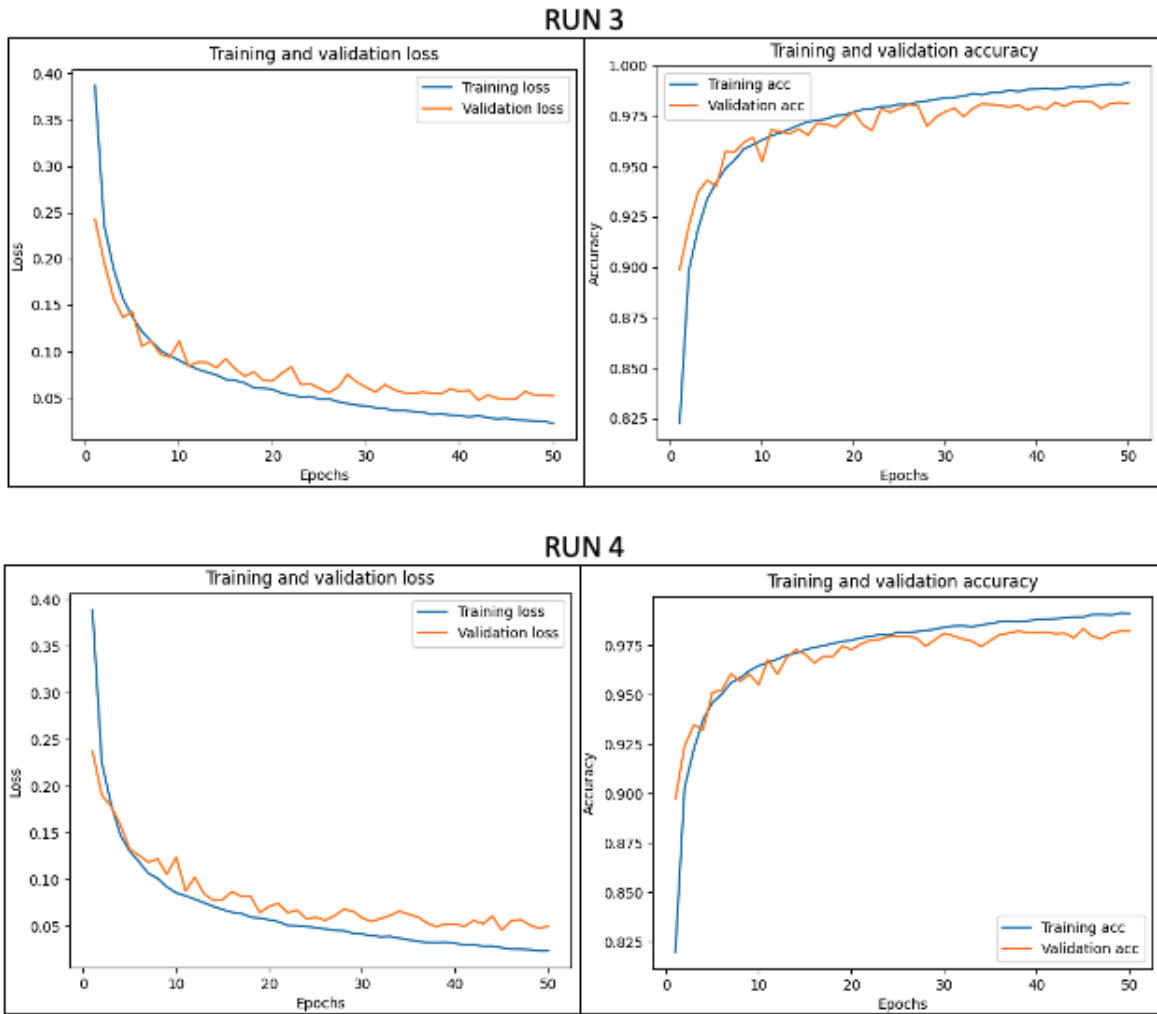 RUN 3
Training and validation loss
0.40
0.35
0.30
0.25
0.20
0.15
0.10
0.05
Loss
Training loss
Validation loss
0 10 20 30 40 50
Epochs
Training and validation accuracy
1.000
0.975
0.950
0.925
0.900
0.875
0.850
0.825
Accuracy
Training acc
Validation acc
0 10 20 30 40 50
Epochs
RUN 4
Training and validation loss
0.40
0.35
0.30
0.25
0.20
0.15
0.10
0.05
Loss
Training loss
Validation loss
0 10 20 30 40 50
Epochs
Training and validation accuracy
0.975
0.950
0.925
0.900
0.875
0.850
0.825
Accuracy
Training acc
Validation acc
0 10 20 30 40 50
Epochs